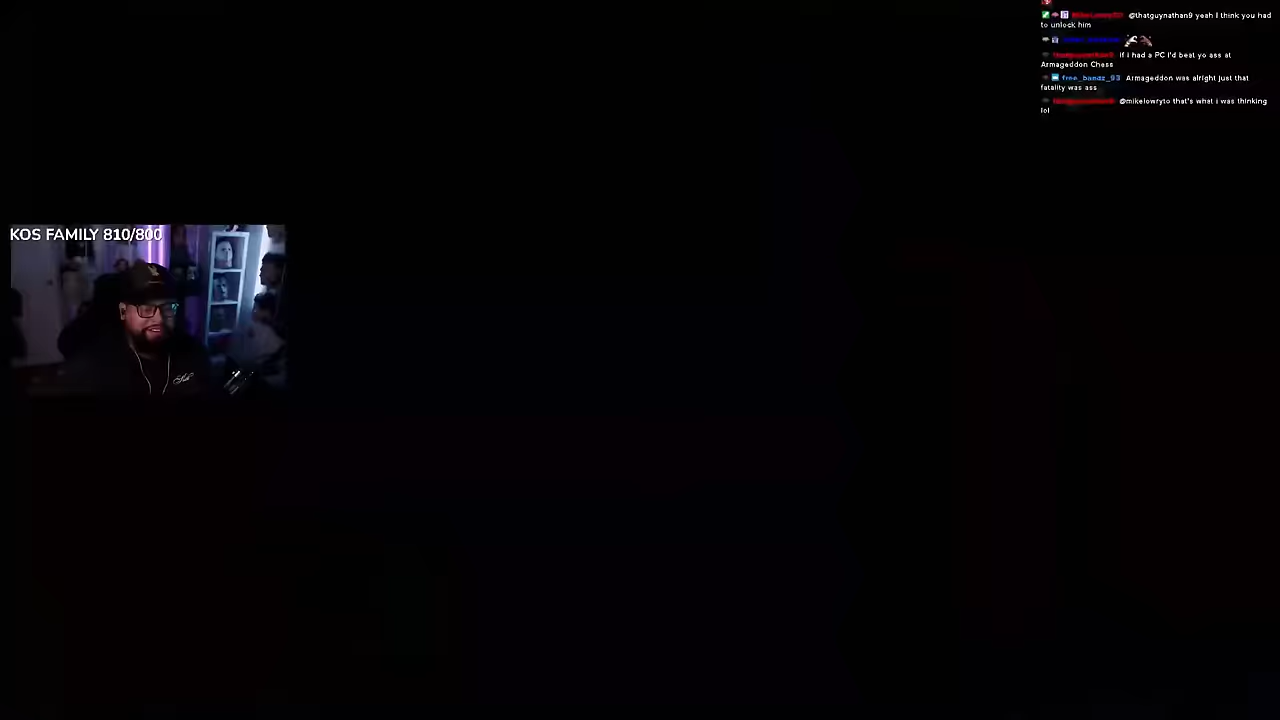 @thatguynathan9 yeah I think you had
to unlock him
If i had a PC I'd beat yo ass at
Armageddon Chess
free_bandz_93 Armageddon was alright just that
fatality was ass
@mikelowryto that's what i was thinking
lol
KOS FAMILY 810/800